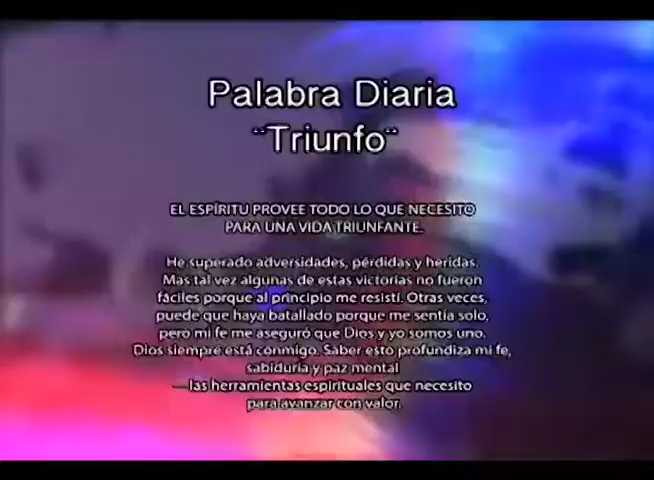 Palabra Diaria
¨Triunfo¨
EL ESPÍRITU PROVEE TODO LO QUE NECESITO
PARA UNA VIDA TRIUNFANTE.
He superado adversidades, pérdidas y heridas.
Mas tal vez algunas de estas victorias no fueron
fáciles porque al principio me resistí. Otras veces,
puede que haya batallado porque me sentía solo,
pero mi fe me aseguró que Dios y yo somos uno.
Dios siempre está conmigo. Saber esto profundiza mi fe,
sabiduría y paz mental
—las herramientas espirituales que necesito
para avanzar con valor.